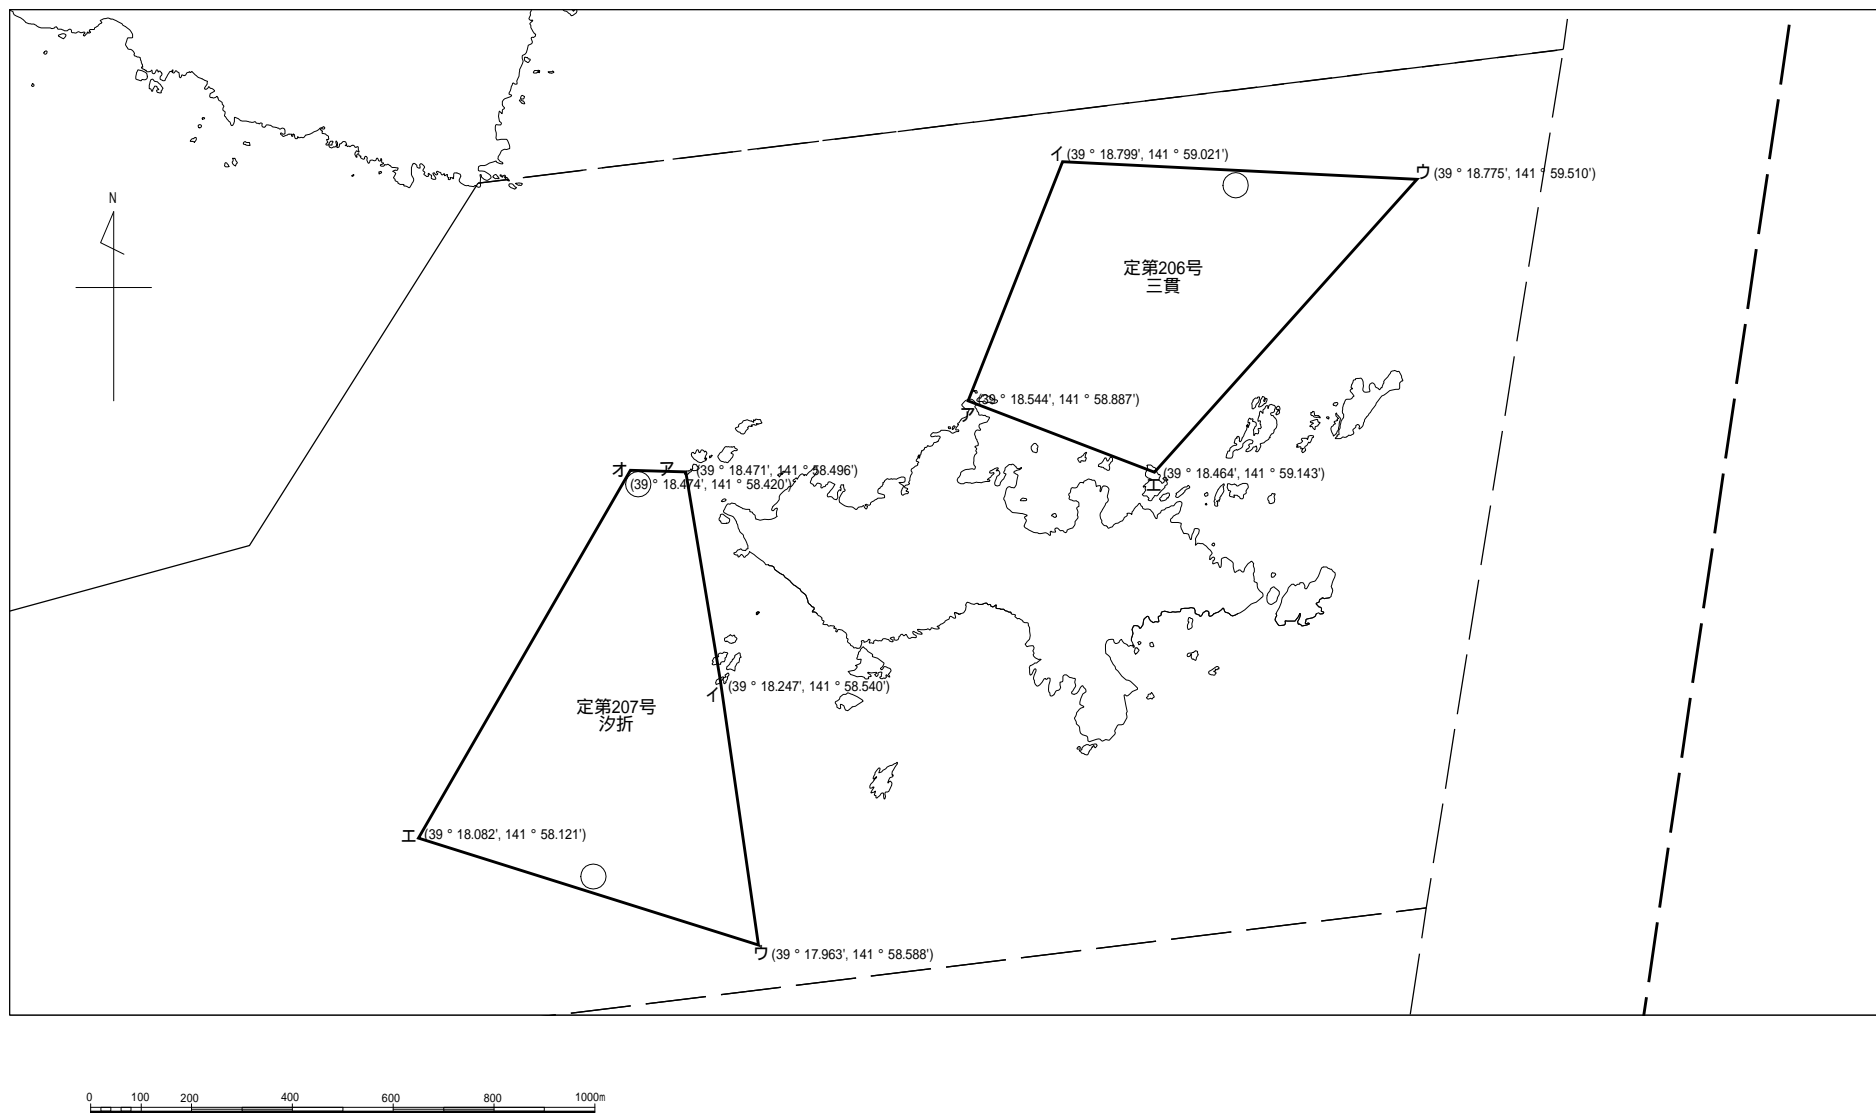 N
イ (39 ° 18.799', 141 ° 59.021')
ウ (39 ° 18.775', 141 ° 59.510')
定第206号
三貫
ア (39 ° 18.544', 141 ° 58.887')
エ (39 ° 18.464', 141 ° 59.143')
オ (39 ° 18.474', 141 ° 58.420')
ア (39 ° 18.471', 141 ° 58.496')
イ (39 ° 18.247', 141 ° 58.540')
定第207号
汐折
エ (39 ° 18.082', 141 ° 58.121')
ウ (39 ° 17.963', 141 ° 58.588')
0 100 200 400 600 800 1000m